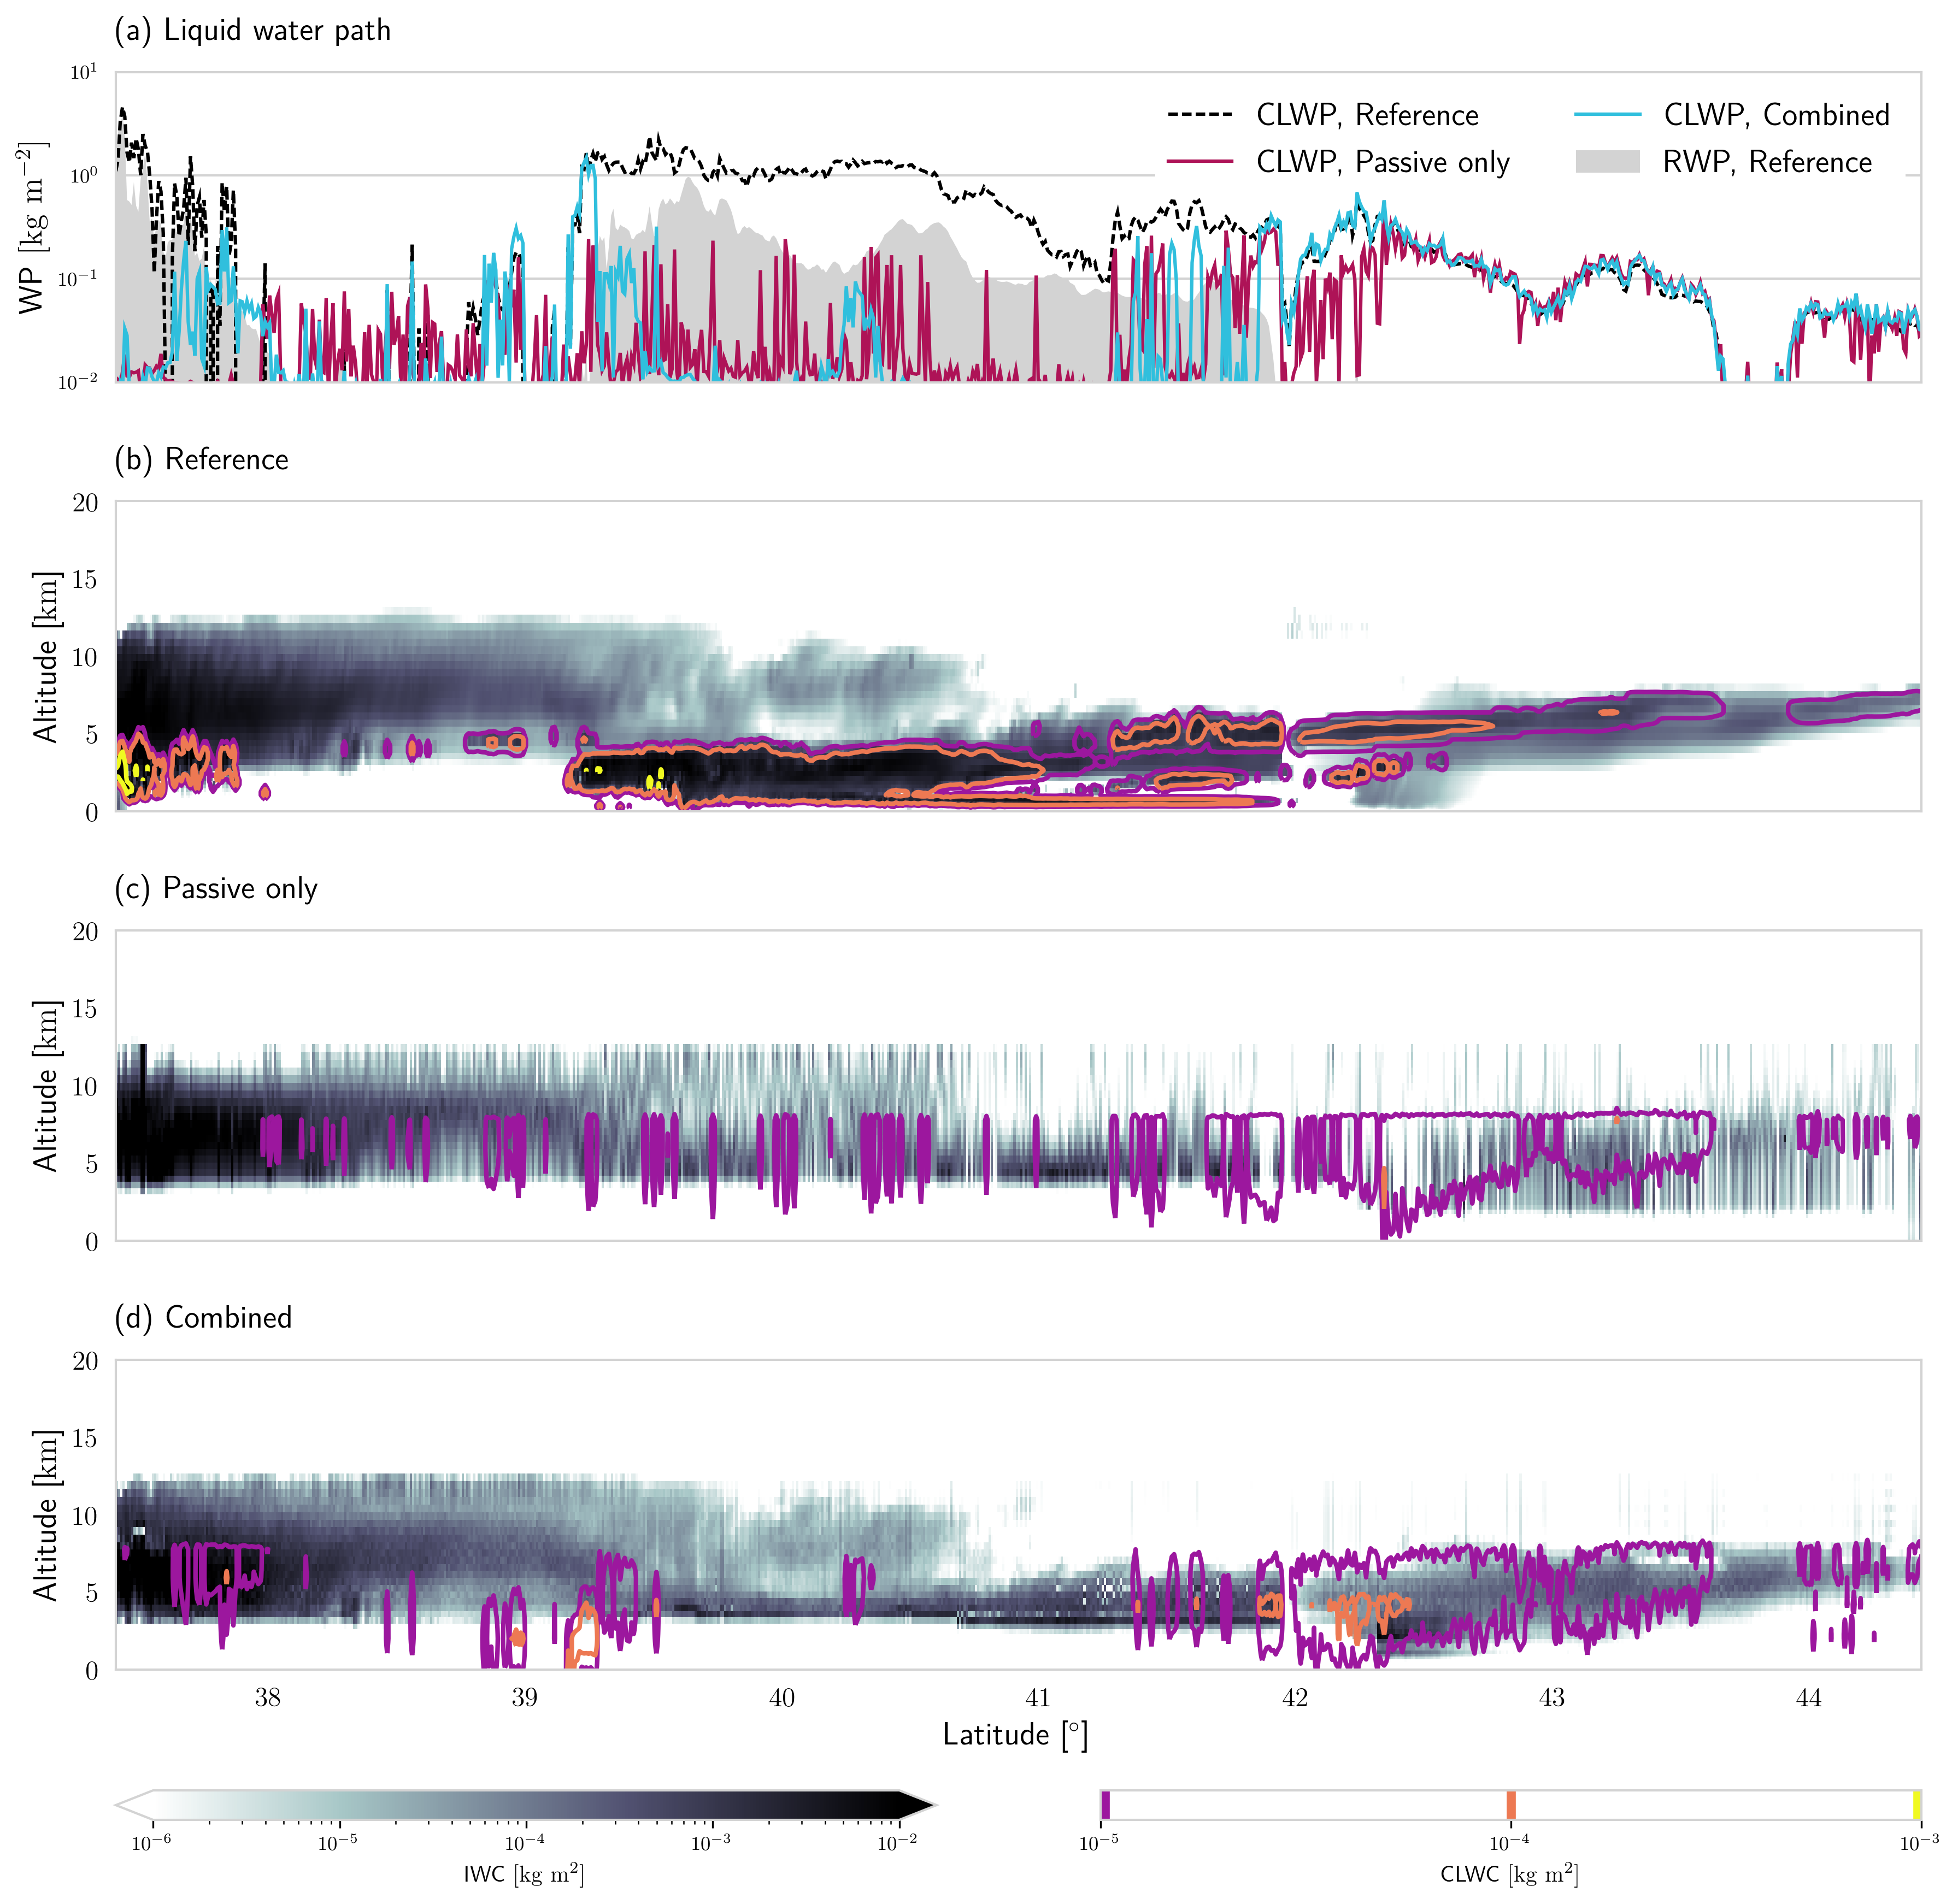 (a) Liquid water path
10^1
10^0
10^−1
10^−2
WP [kg m^−2]
CLWP, Reference
CLWP, Passive only
CLWP, Combined
RWP, Reference
(b) Reference
20
15
10
5
0
Altitude [km]
(c) Passive only
20
15
10
5
0
Altitude [km]
(d) Combined
20
15
10
5
0
Altitude [km]
38 39 40 41 42 43 44
Latitude [°]
10^−6 10^−5 10^−4 10^−3 10^−2
IWC [kg m^2]
10^−5 10^−4 10^−3
CLWC [kg m^2]